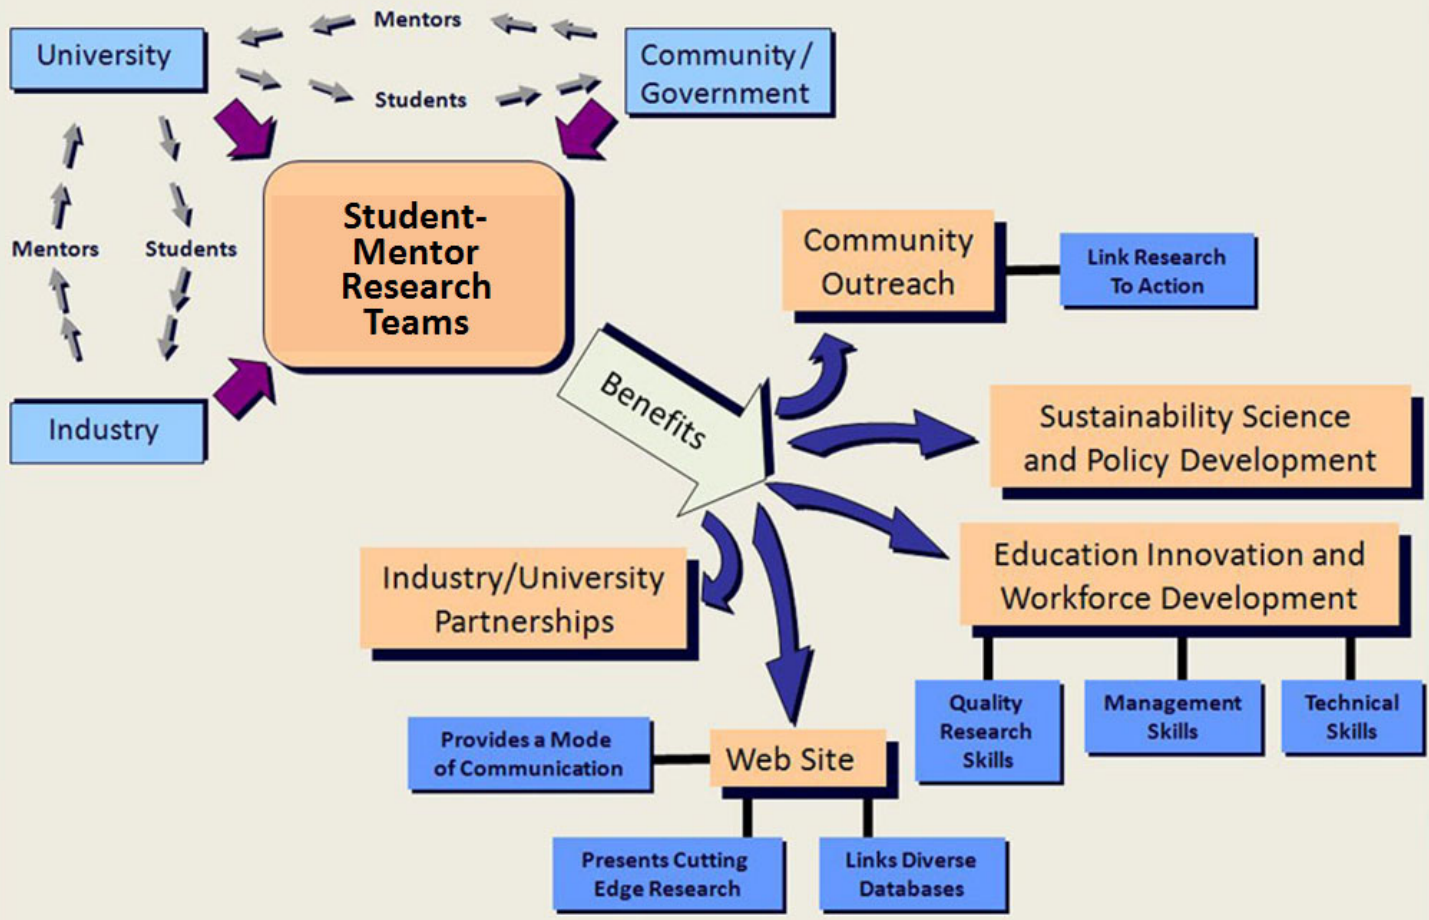 Mentors
University
Community/
Government
Students
Mentors
Students
Student-
Mentor
Research
Teams
Industry
Benefits
Community
Outreach
Link Research
To Action
Sustainability Science
and Policy Development
Education Innovation and
Workforce Development
Quality
Research
Skills
Management
Skills
Technical
Skills
Industry/University
Partnerships
Web Site
Provides a Mode
of Communication
Presents Cutting
Edge Research
Links Diverse
Databases